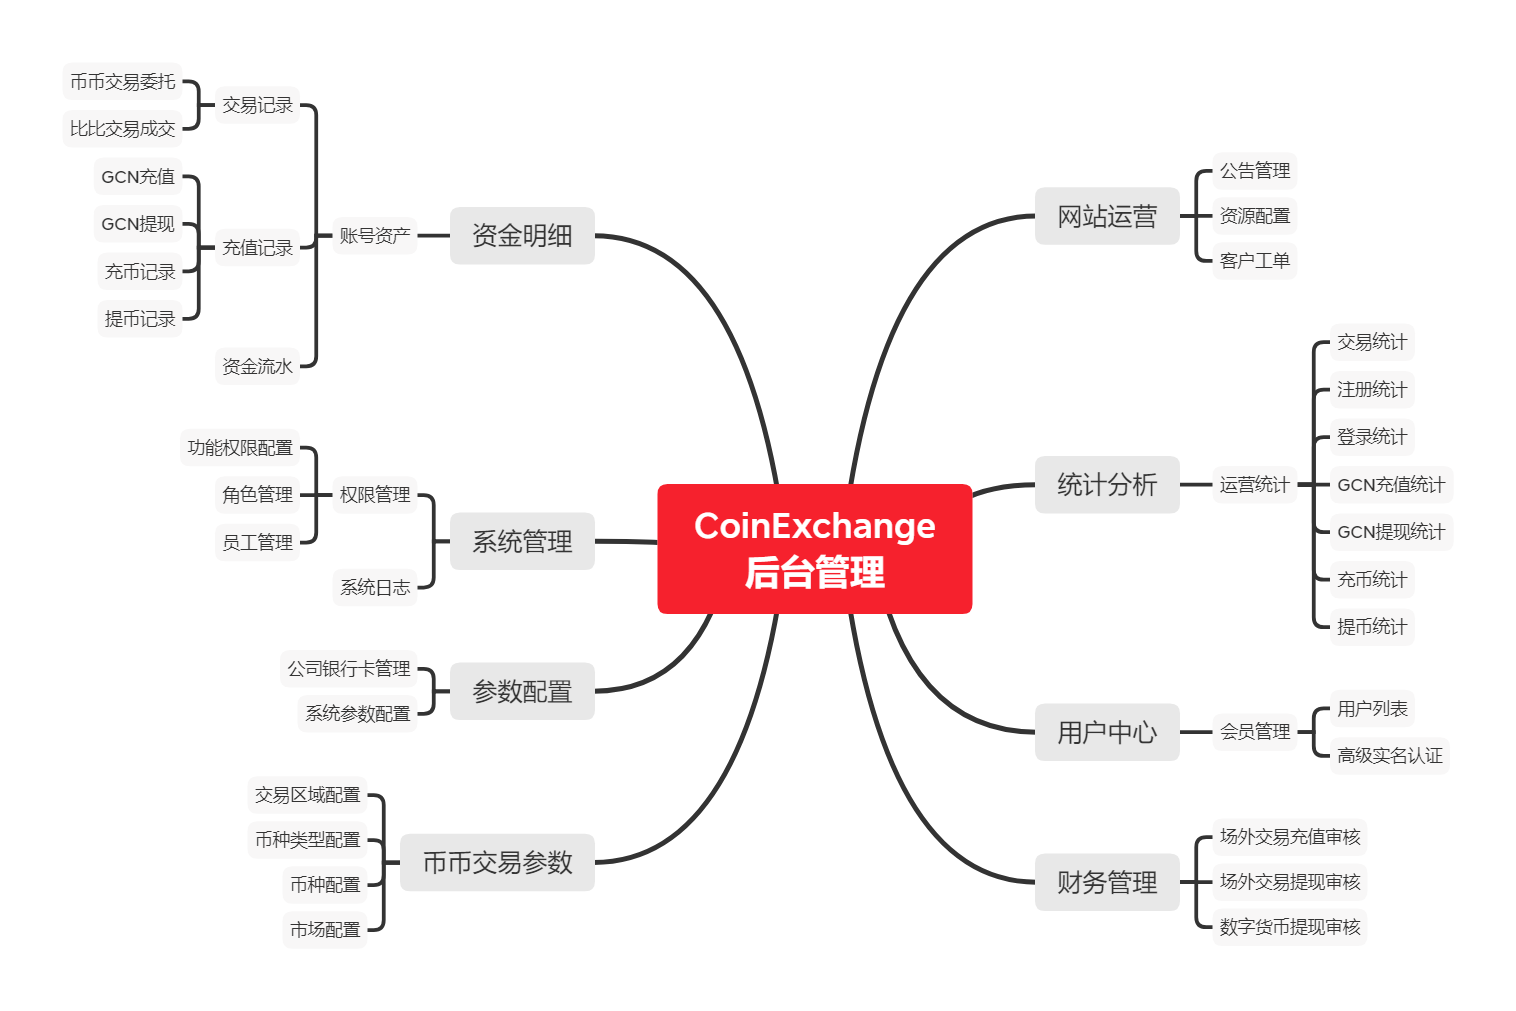 CoinExchange
后台管理
网站运营
公告管理
资源配置
客户工单
统计分析
运营统计
交易统计
注册统计
登录统计
GCN充值统计
GCN提现统计
充币统计
提币统计
用户中心
会员管理
用户列表
高级实名认证
财务管理
场外交易充值审核
场外交易提现审核
数字货币提现审核
资金明细
账号资产
交易记录
币币交易委托
比比交易成交
充值记录
GCN充值
GCN提现
充币记录
提币记录
资金流水
系统管理
权限管理
功能权限配置
角色管理
员工管理
系统日志
参数配置
公司银行卡管理
系统参数配置
币币交易参数
交易区域配置
币种类型配置
币种配置
市场配置